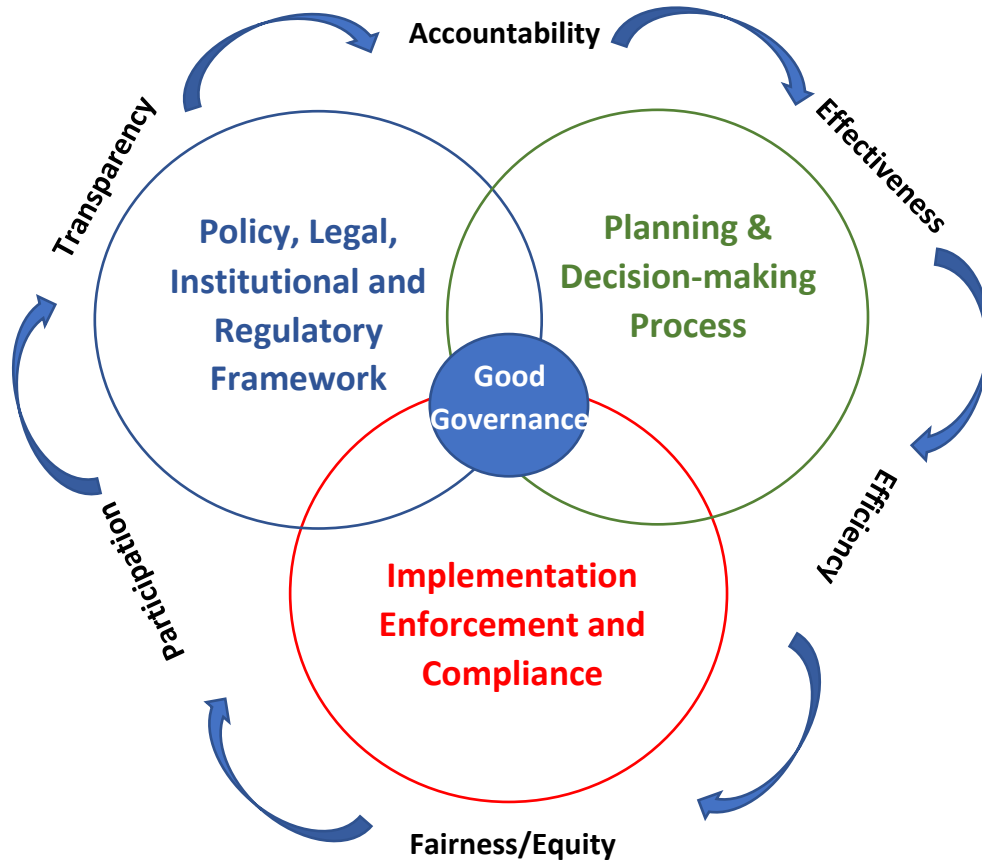 Accountability
Transparency
Effectiveness
Policy, Legal,
Institutional and
Regulatory
Framework
Planning &
Decision-making
Process
Good
Governance
Efficiency
Participation
Implementation
Enforcement and
Compliance
Fairness/Equity